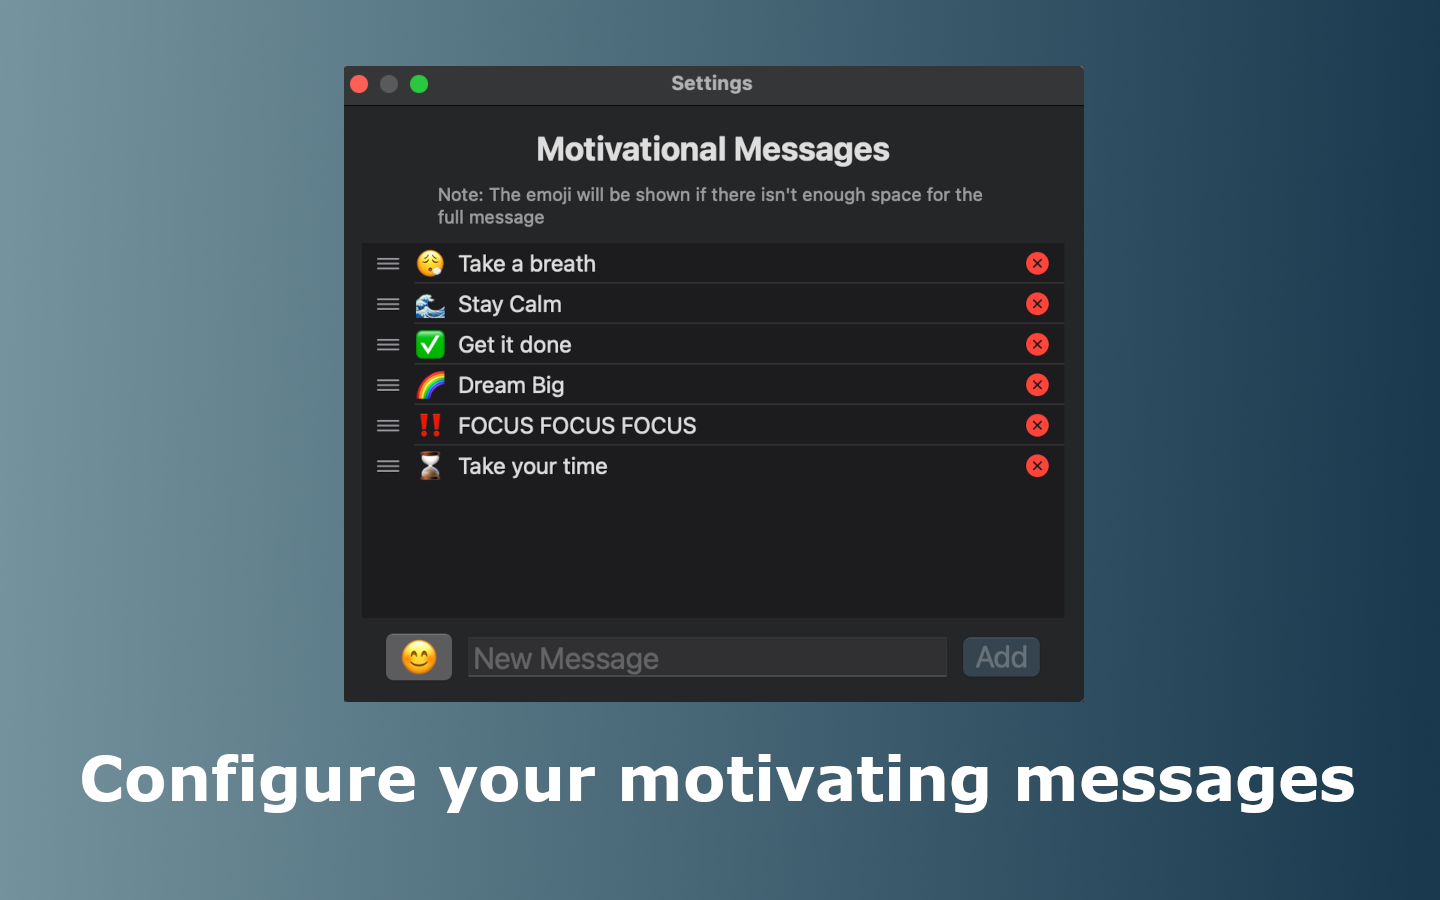 Settings
Motivational Messages
Note: The emoji will be shown if there isn't enough space for the
full message
😮‍💨 Take a breath
🌊 Stay Calm
✅ Get it done
🌈 Dream Big
‼️ FOCUS FOCUS FOCUS
⏳ Take your time
😊 New Message Add
Configure your motivating messages